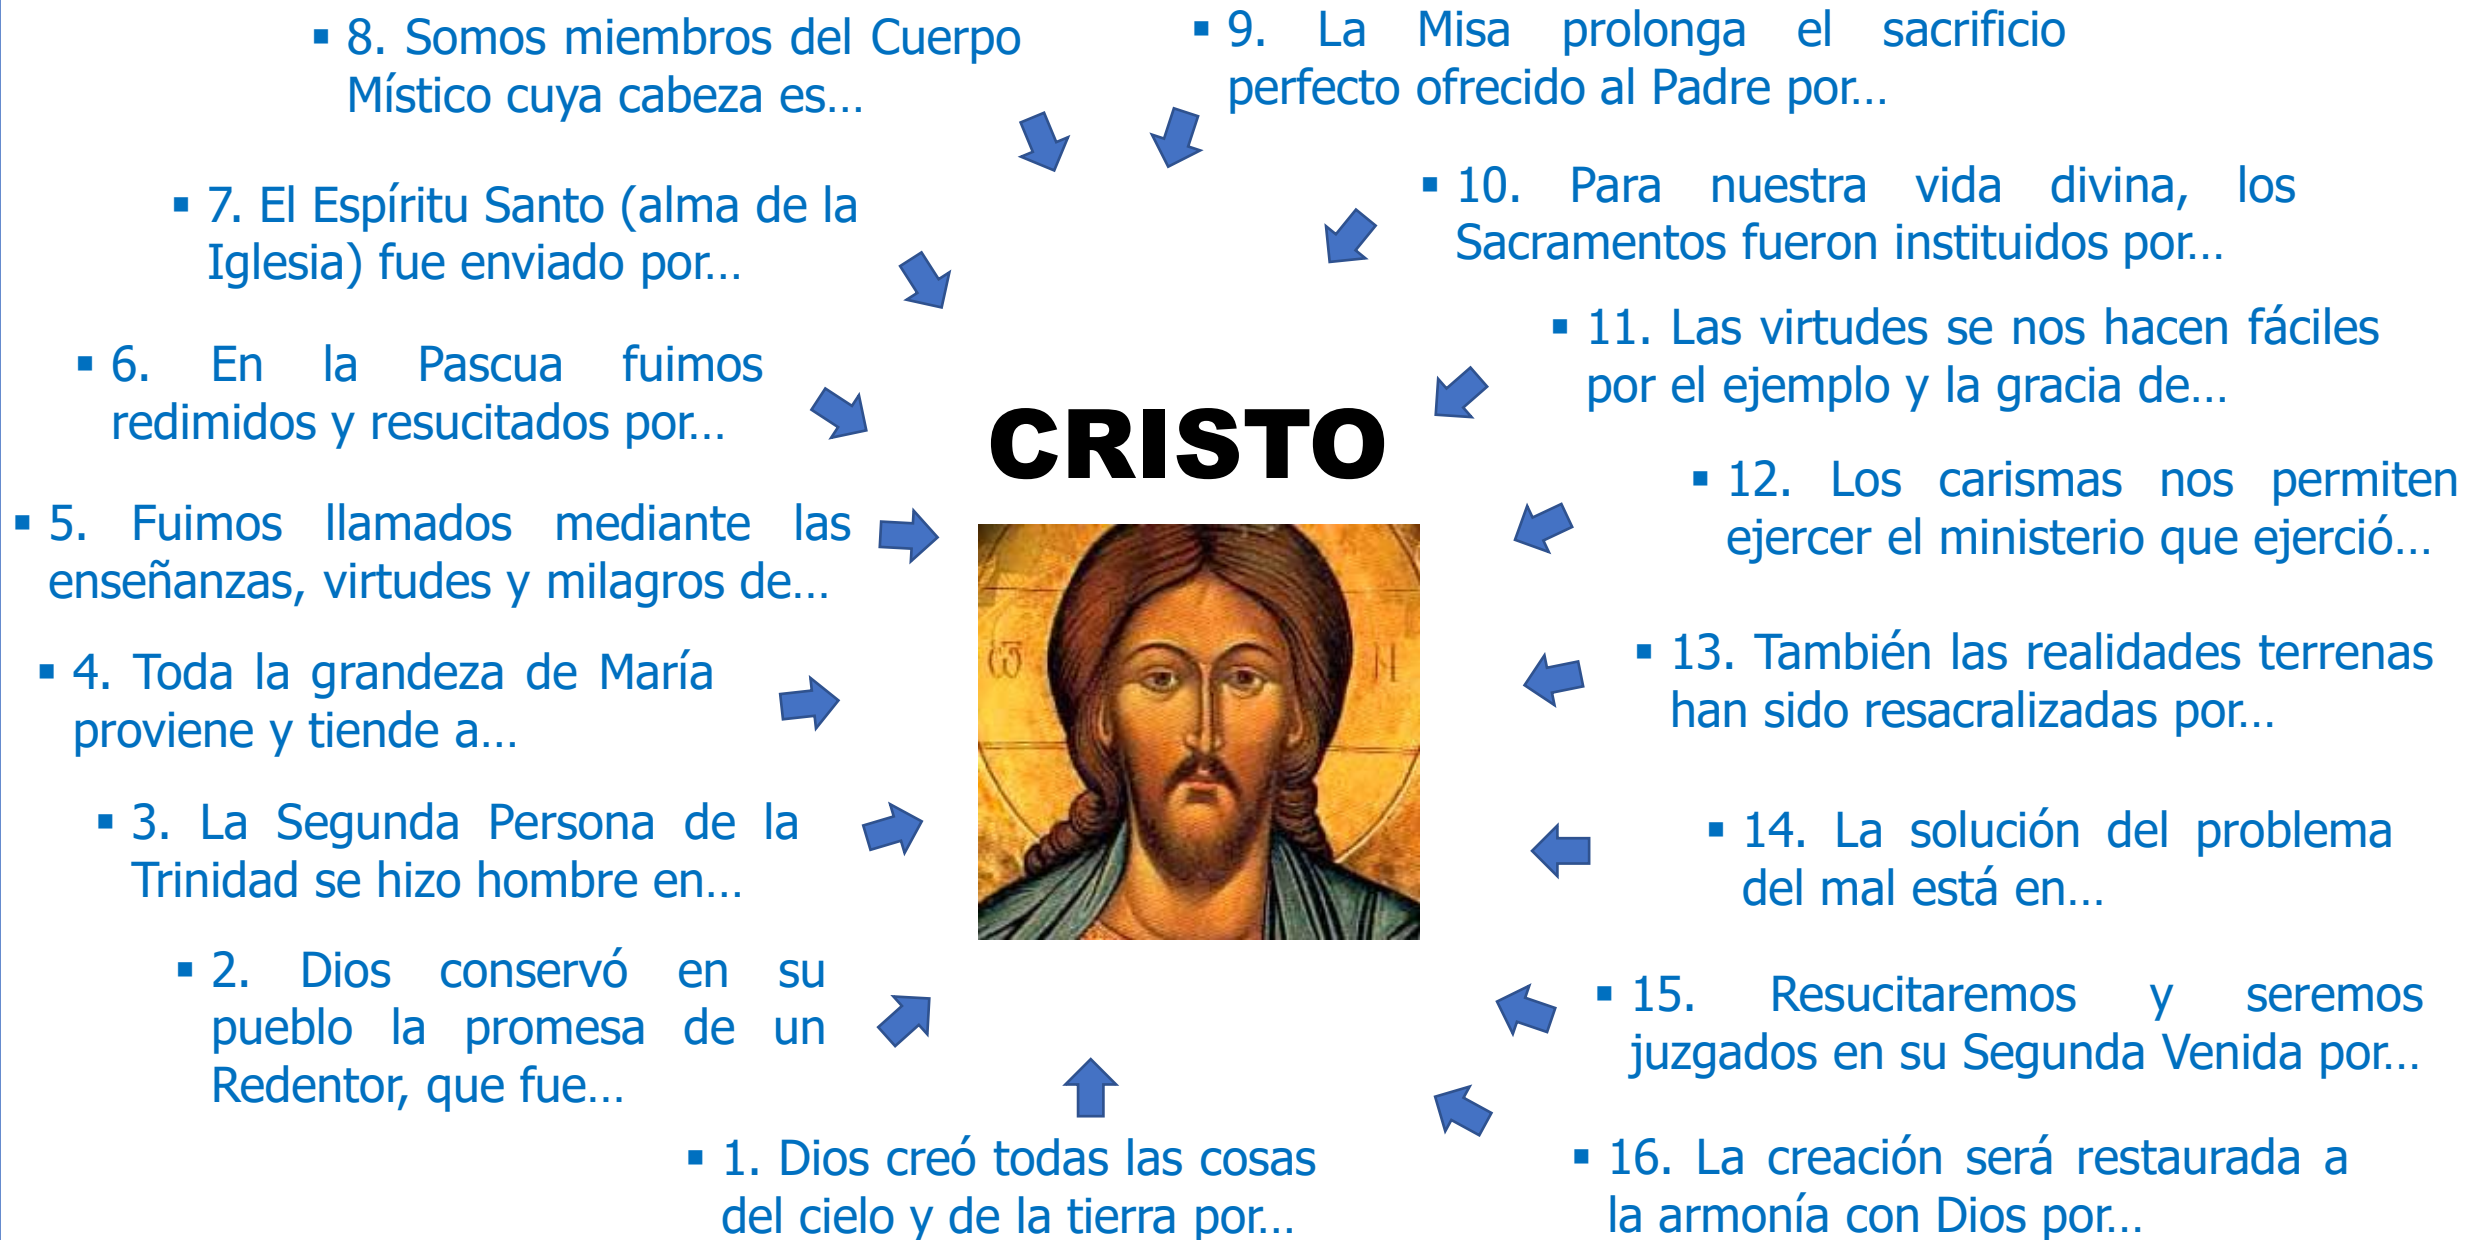 8. Somos miembros del Cuerpo
Místico cuya cabeza es...
9. La Misa prolonga el sacrificio
perfecto ofrecido al Padre por...
7. El Espíritu Santo (alma de la
Iglesia) fue enviado por...
10. Para nuestra vida divina, los
Sacramentos fueron instituidos por...
6. En la Pascua fuimos
redimidos y resucitados por...
11. Las virtudes se nos hacen fáciles
por el ejemplo y la gracia de...
CRISTO
5. Fuimos llamados mediante las
enseñanzas, virtudes y milagros de...
12. Los carismas nos permiten
ejercer el ministerio que ejerció...
4. Toda la grandeza de María
proviene y tiende a...
13. También las realidades terrenas
han sido resacralizadas por...
3. La Segunda Persona de la
Trinidad se hizo hombre en...
14. La solución del problema
del mal está en...
2. Dios conservó en su
pueblo la promesa de un
Redentor, que fue...
15. Resucitaremos y seremos
juzgados en su Segunda Venida por...
1. Dios creó todas las cosas
del cielo y de la tierra por...
16. La creación será restaurada a
la armonía con Dios por...